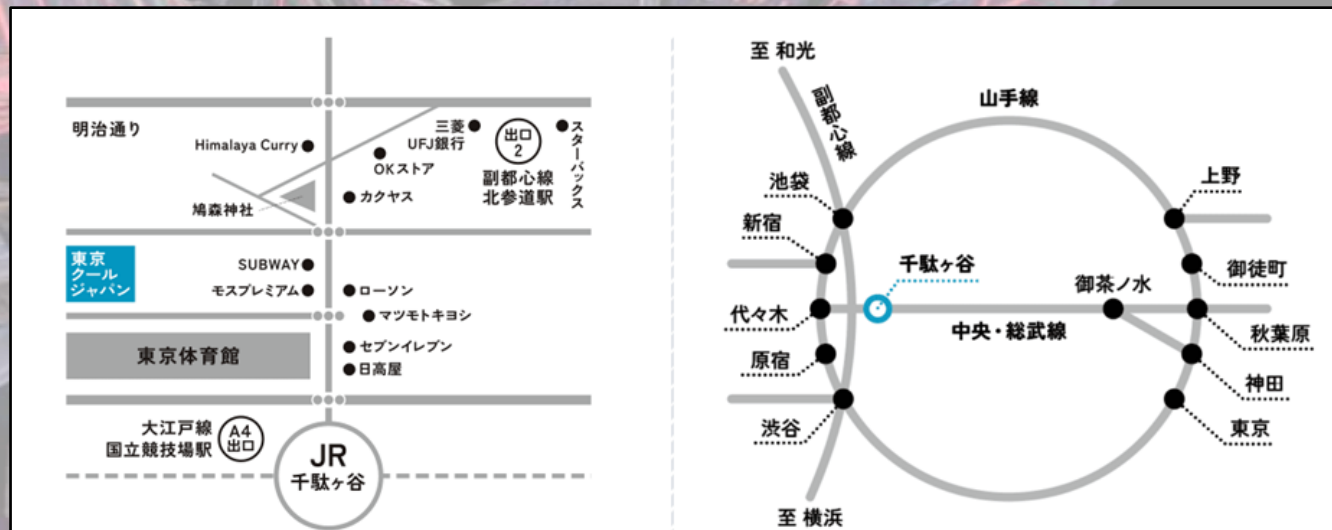 明治通り
Himalaya Curry
三菱
UFJ銀行
出口
2
スターバックス
OKストア
副都心線
北参道駅
カクヤス
鳩森神社
東京
クール
ジャパン
SUBWAY
モスプレミアム
ローソン
マツモトキヨシ
東京体育館
セブンイレブン
日高屋
大江戸線
国立競技場駅
A4
出口
JR
千駄ヶ谷
至 和光
副都心線
山手線
池袋
上野
新宿
千駄ヶ谷
御茶ノ水
御徒町
代々木
中央・総武線
秋葉原
原宿
神田
渋谷
東京
至 横浜